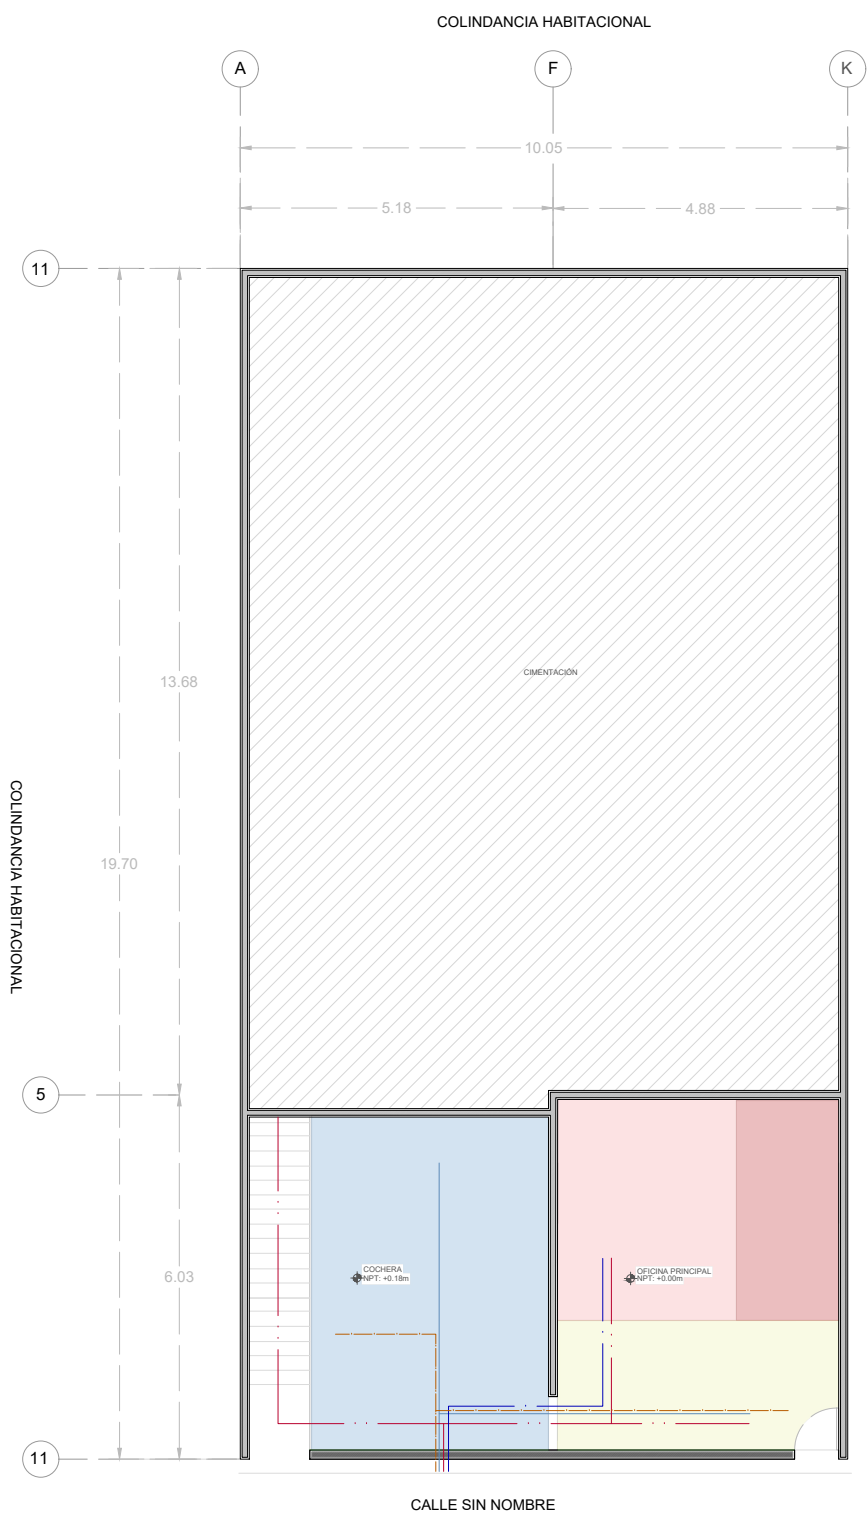 COLINDANCIA HABITACIONAL
A
F
K
10.05
5.18
4.88
11
CIMENTACIÓN
13.68
COLINDANCIA HABITACIONAL
19.70
5
COCHERA
NPT: +0.18m
OFICINA PRINCIPAL
NPT: +0.00m
6.03
11
CALLE SIN NOMBRE